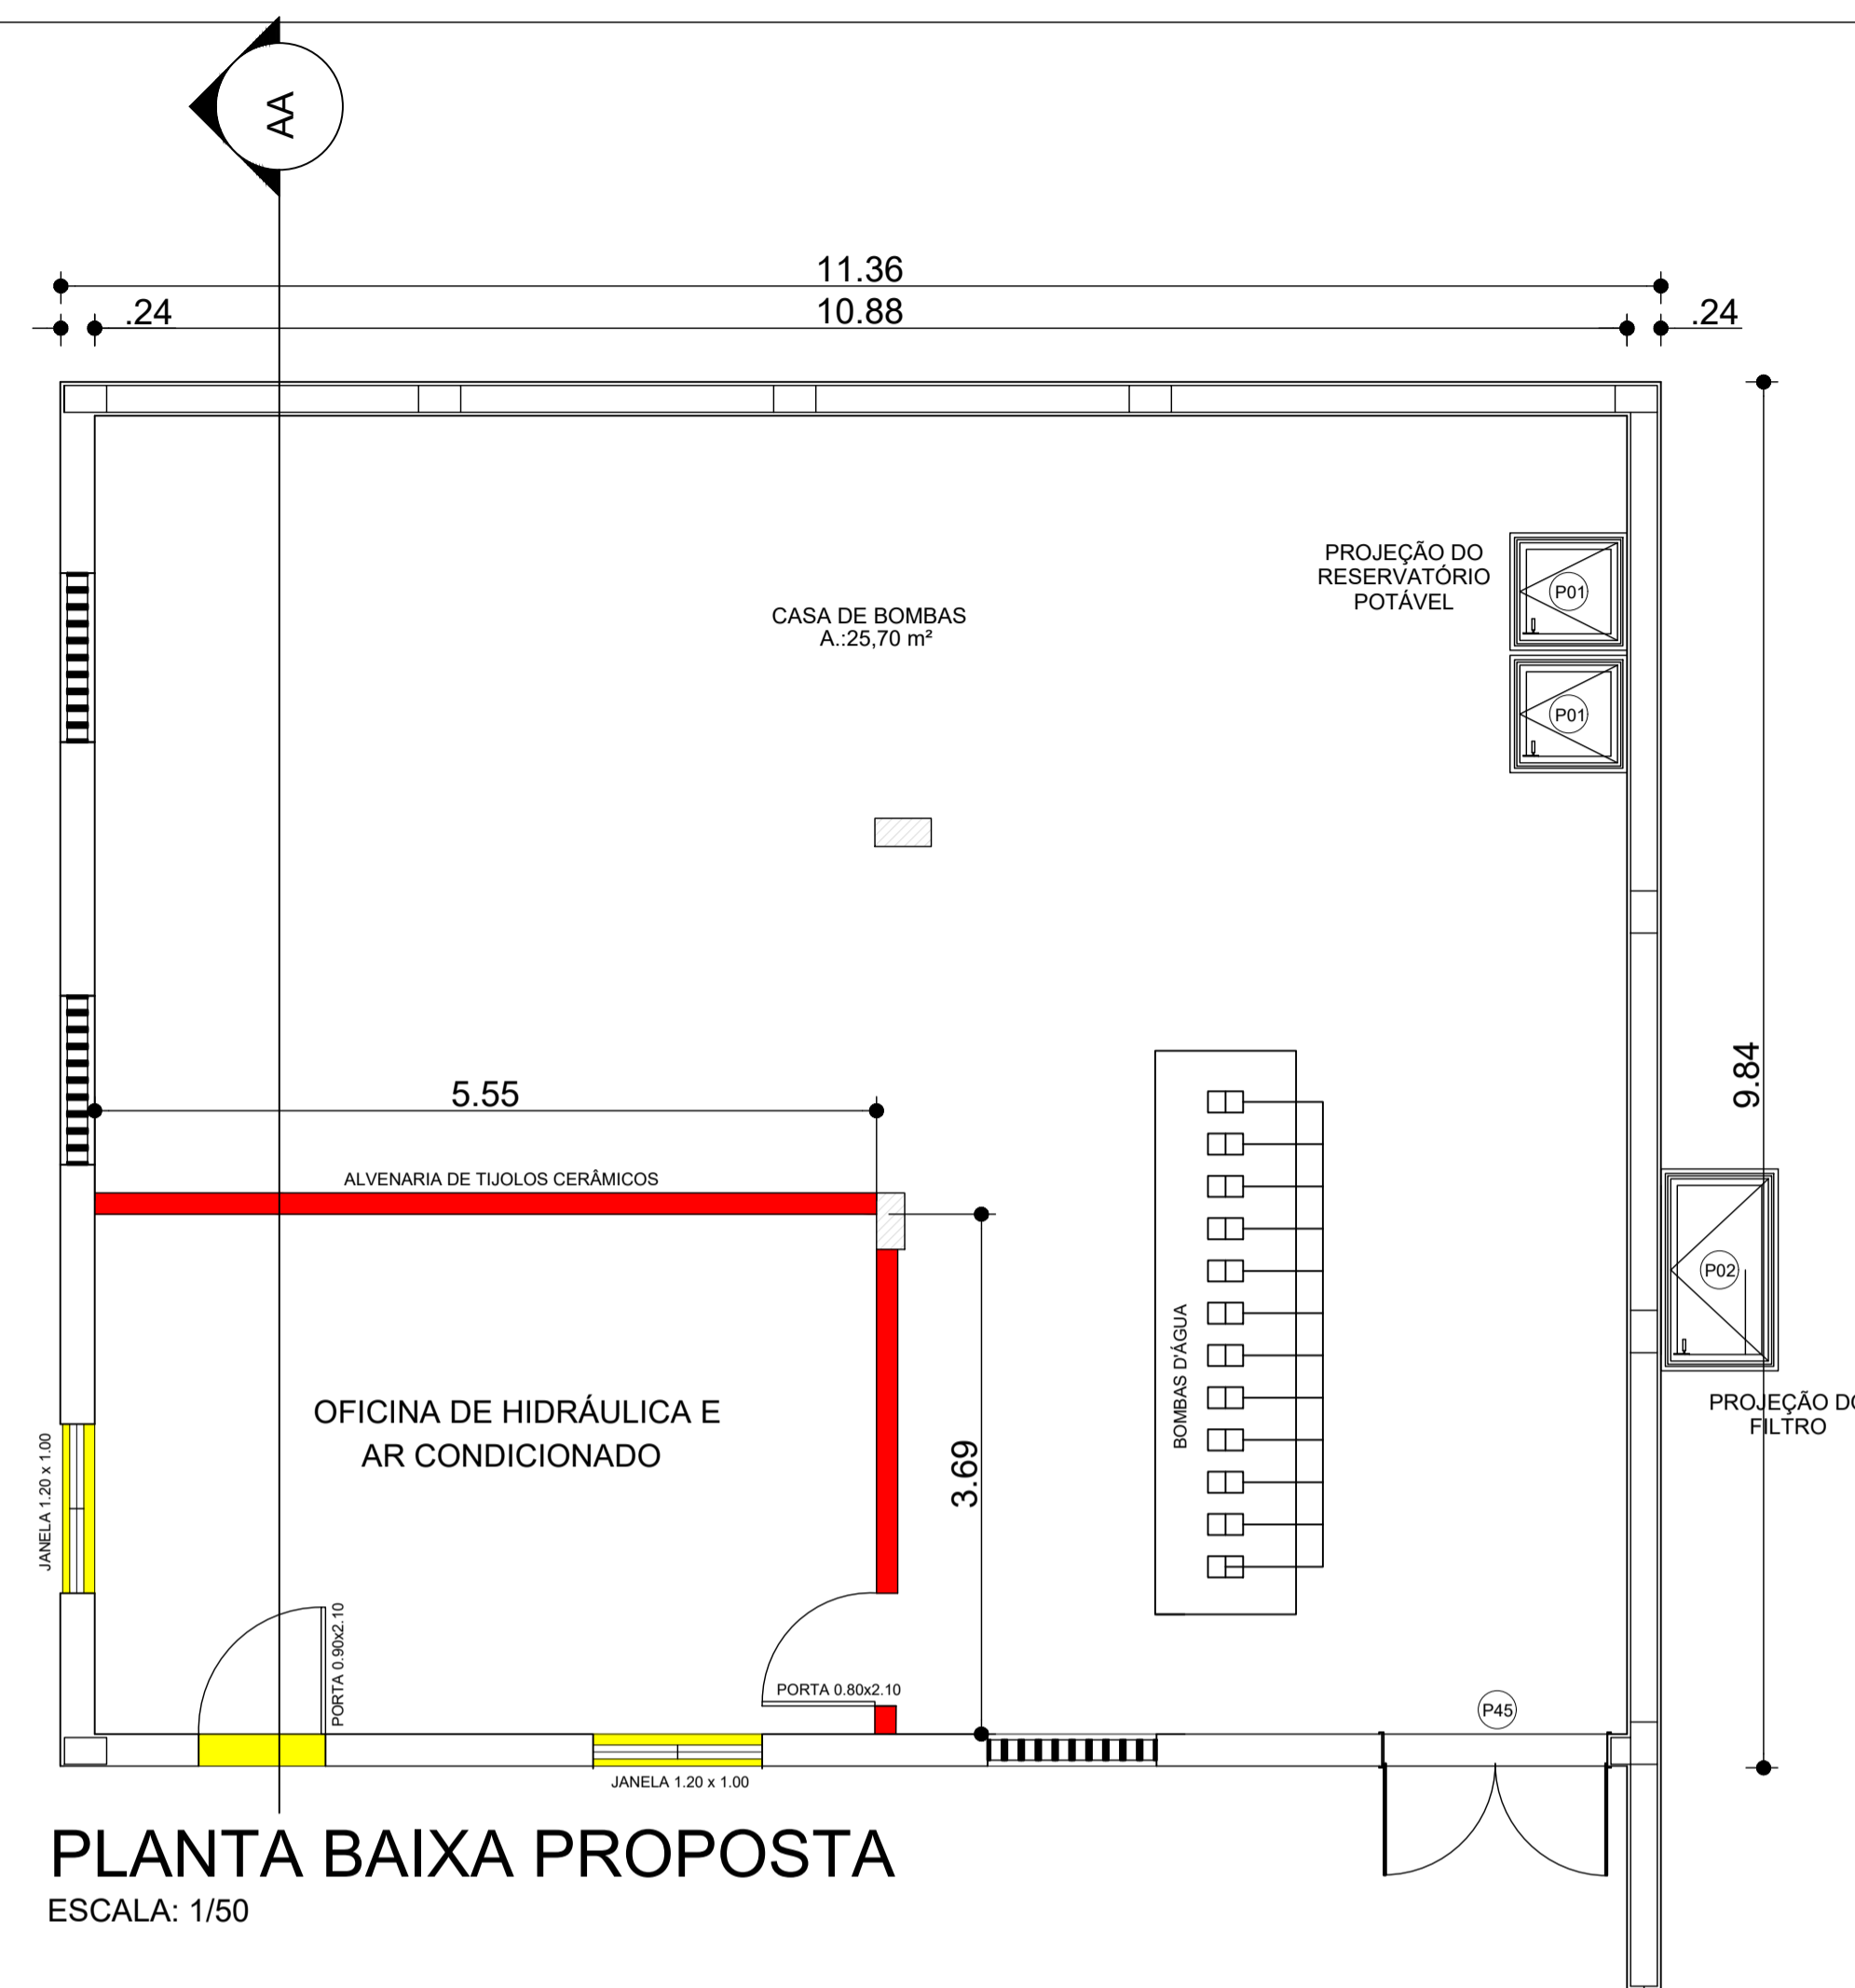 AA
11.36
.24
10.88
.24
PROJEÇÃO DO
RESERVATÓRIO
POTÁVEL
P01
CASA DE BOMBAS
A.:25,70 m²
P01
5.55
9.84
ALVENARIA DE TIJOLOS CERÂMICOS
P02
BOMBAS D'ÁGUA
OFICINA DE HIDRÁULICA E
AR CONDICIONADO
PROJEÇÃO DO
FILTRO
3.69
JANELA 1.20 x 1.00
PORTA 0.90x2.10
PORTA 0.80x2.10
P45
JANELA 1.20 x 1.00
PLANTA BAIXA PROPOSTA
ESCALA: 1/50